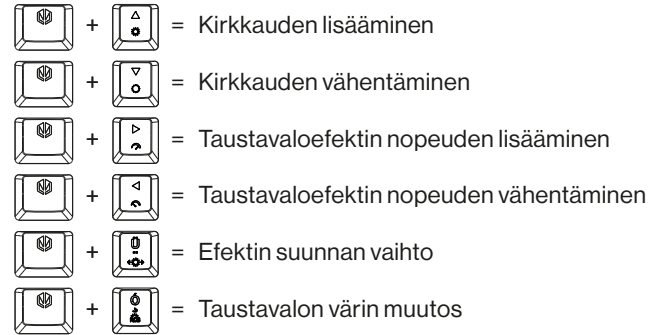 + = Kirkkauden lisääminen
+ = Kirkkauden vähentäminen
+ = Taustavaloefektin nopeuden lisääminen
+ = Taustavaloefektin nopeuden vähentäminen
+ Ü = Efektin suunnan vaihto
+ Ó = Taustavalon värin muutos